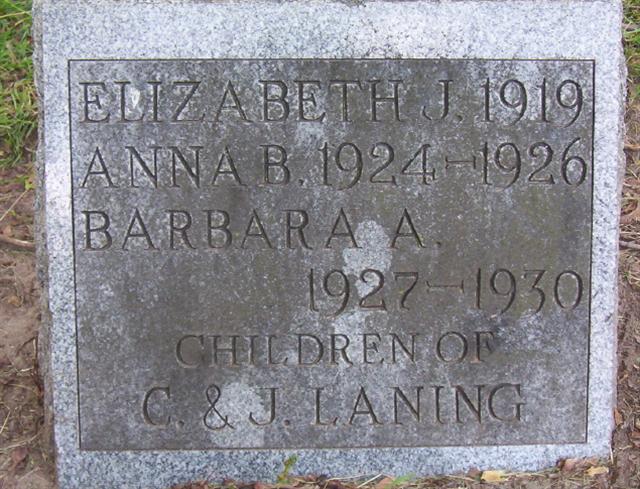 ELIZABETH J. 1919
ANNA B. 1924-1926
BARBARA A.
1927-1930
CHILDREN OF
C. & J. LANING